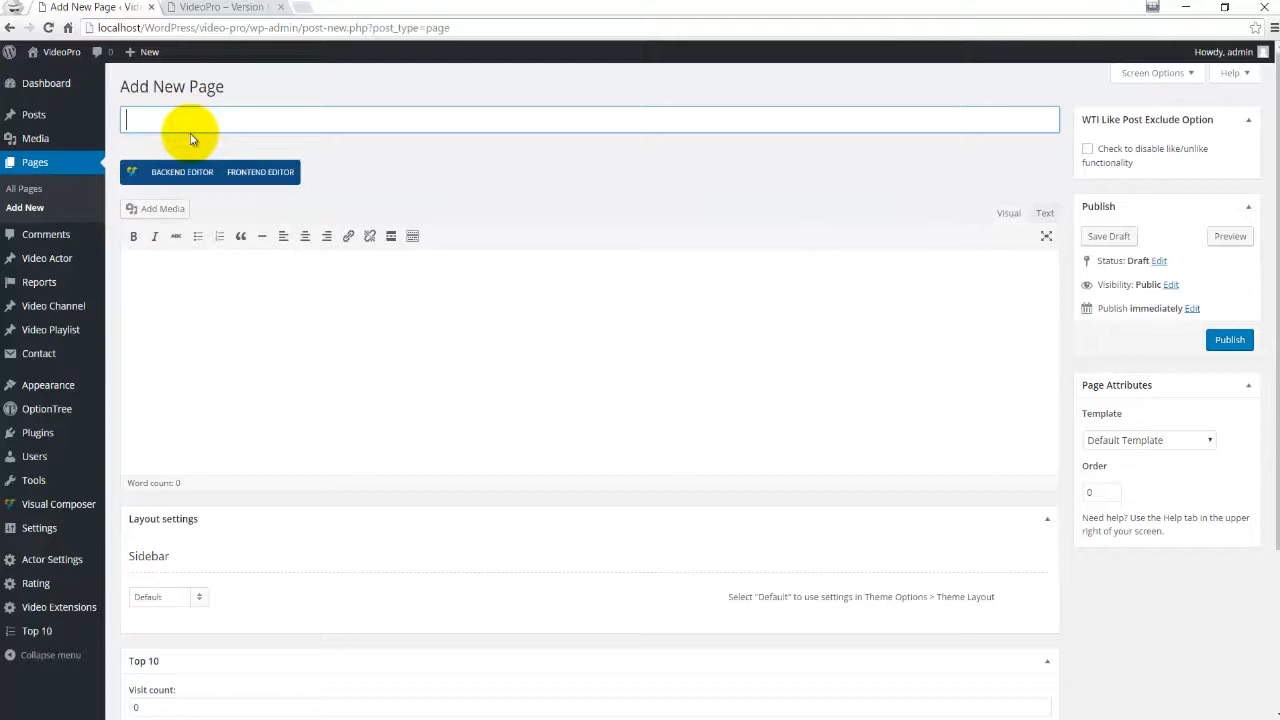 Add New Page ‹ Vide
VideoPro – Version
localhost/WordPress/video-pro/wp-admin/post-new.php?post_type=page
VideoPro
0
New
Howdy, admin
Dashboard
Posts
Media
Pages
All Pages
Add New
Comments
Video Actor
Reports
Video Channel
Video Playlist
Contact
Appearance
OptionTree
Plugins
Users
Tools
Visual Composer
Settings
Actor Settings
Rating
Video Extensions
Top 10
Collapse menu
Screen Options
Help
Add New Page
BACKEND EDITOR
FRONTEND EDITOR
Add Media
Visual
Text
B I ABC
Word count: 0
Layout settings
Sidebar
Default
Select "Default" to use settings in Theme Options > Theme Layout
Top 10
Visit count:
0
WTI Like Post Exclude Option
Check to disable like/unlike
functionality
Publish
Save Draft
Preview
Status: Draft Edit
Visibility: Public Edit
Publish immediately Edit
Publish
Page Attributes
Template
Default Template
Order
0
Need help? Use the Help tab in the upper
right of your screen.